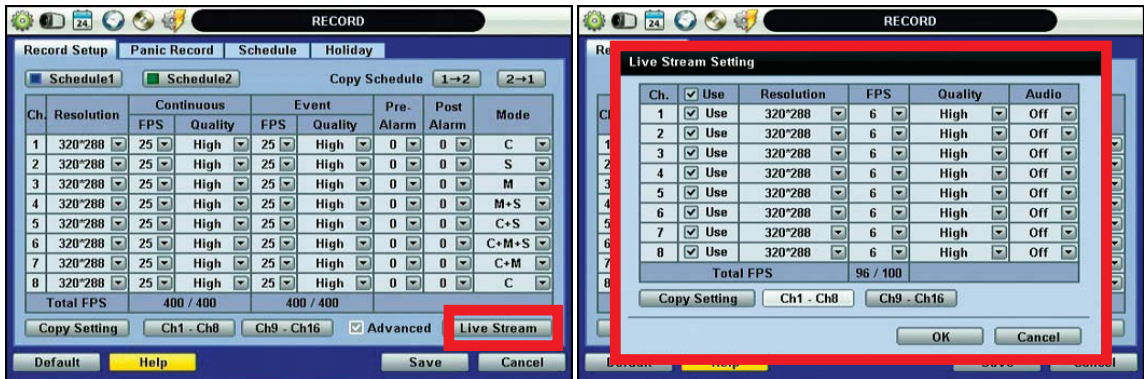 24
RECORD
Record Setup Panic Record Schedule Holiday
Schedule1 Schedule2 Copy Schedule 1→2 2→1
Ch. Resolution Continuous Event Pre-Alarm Post Alarm Mode
FPS Quality FPS Quality
1 320*288 25 High 25 High 0 0 C
2 320*288 25 High 25 High 0 0 S
3 320*288 25 High 25 High 0 0 M
4 320*288 25 High 25 High 0 0 M+S
5 320*288 25 High 25 High 0 0 C+S
6 320*288 25 High 25 High 0 0 C+M+S
7 320*288 25 High 25 High 0 0 C+M
8 320*288 25 High 25 High 0 0 C
Total FPS 400 / 400 400 / 400
Copy Setting Ch1 - Ch8 Ch9 - Ch16 Advanced Live Stream
Default Help Save Cancel
24
RECORD
Live Stream Setting
Ch. Use Resolution FPS Quality Audio
1 Use 320*288 6 High Off
2 Use 320*288 6 High Off
3 Use 320*288 6 High Off
4 Use 320*288 6 High Off
5 Use 320*288 6 High Off
6 Use 320*288 6 High Off
7 Use 320*288 6 High Off
8 Use 320*288 6 High Off
Total FPS 96 / 100
Copy Setting Ch1 - Ch8 Ch9 - Ch16
OK Cancel